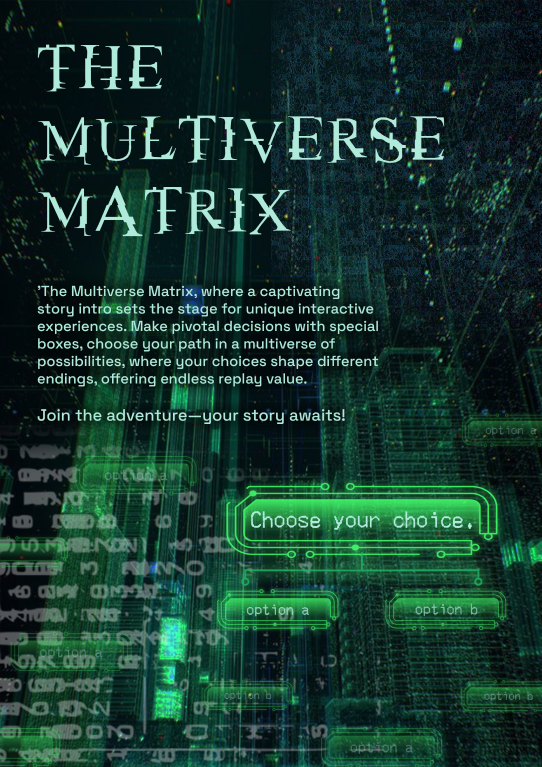 THE
MULTIVERSE
MATRIX
'The Multiverse Matrix, where a captivating
story intro sets the stage for unique interactive
experiences. Make pivotal decisions with special
boxes, choose your path in a multiverse of
possibilities, where your choices shape different
endings, offering endless replay value.
Join the adventure—your story awaits!
option a
option a
Choose your choice.
option a
option b
option a
option b
option b
option a